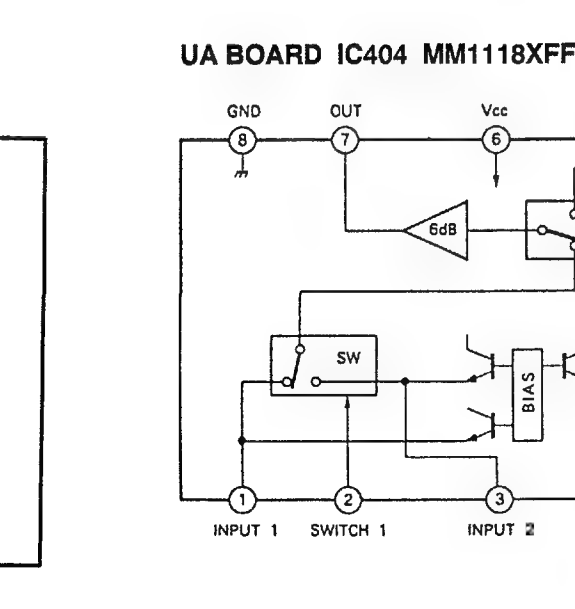 UA BOARD IC404 MM1118XFF
GND OUT Vcc
8 7 6
6dB
SW
BIAS
1 2 3
INPUT 1 SWITCH 1 INPUT 2